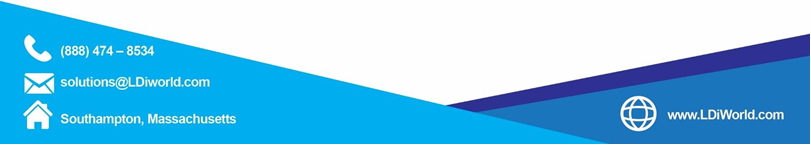 (888) 474 – 8534
solutions@LDiworld.com
Southampton, Massachusetts
www.LDiWorld.com